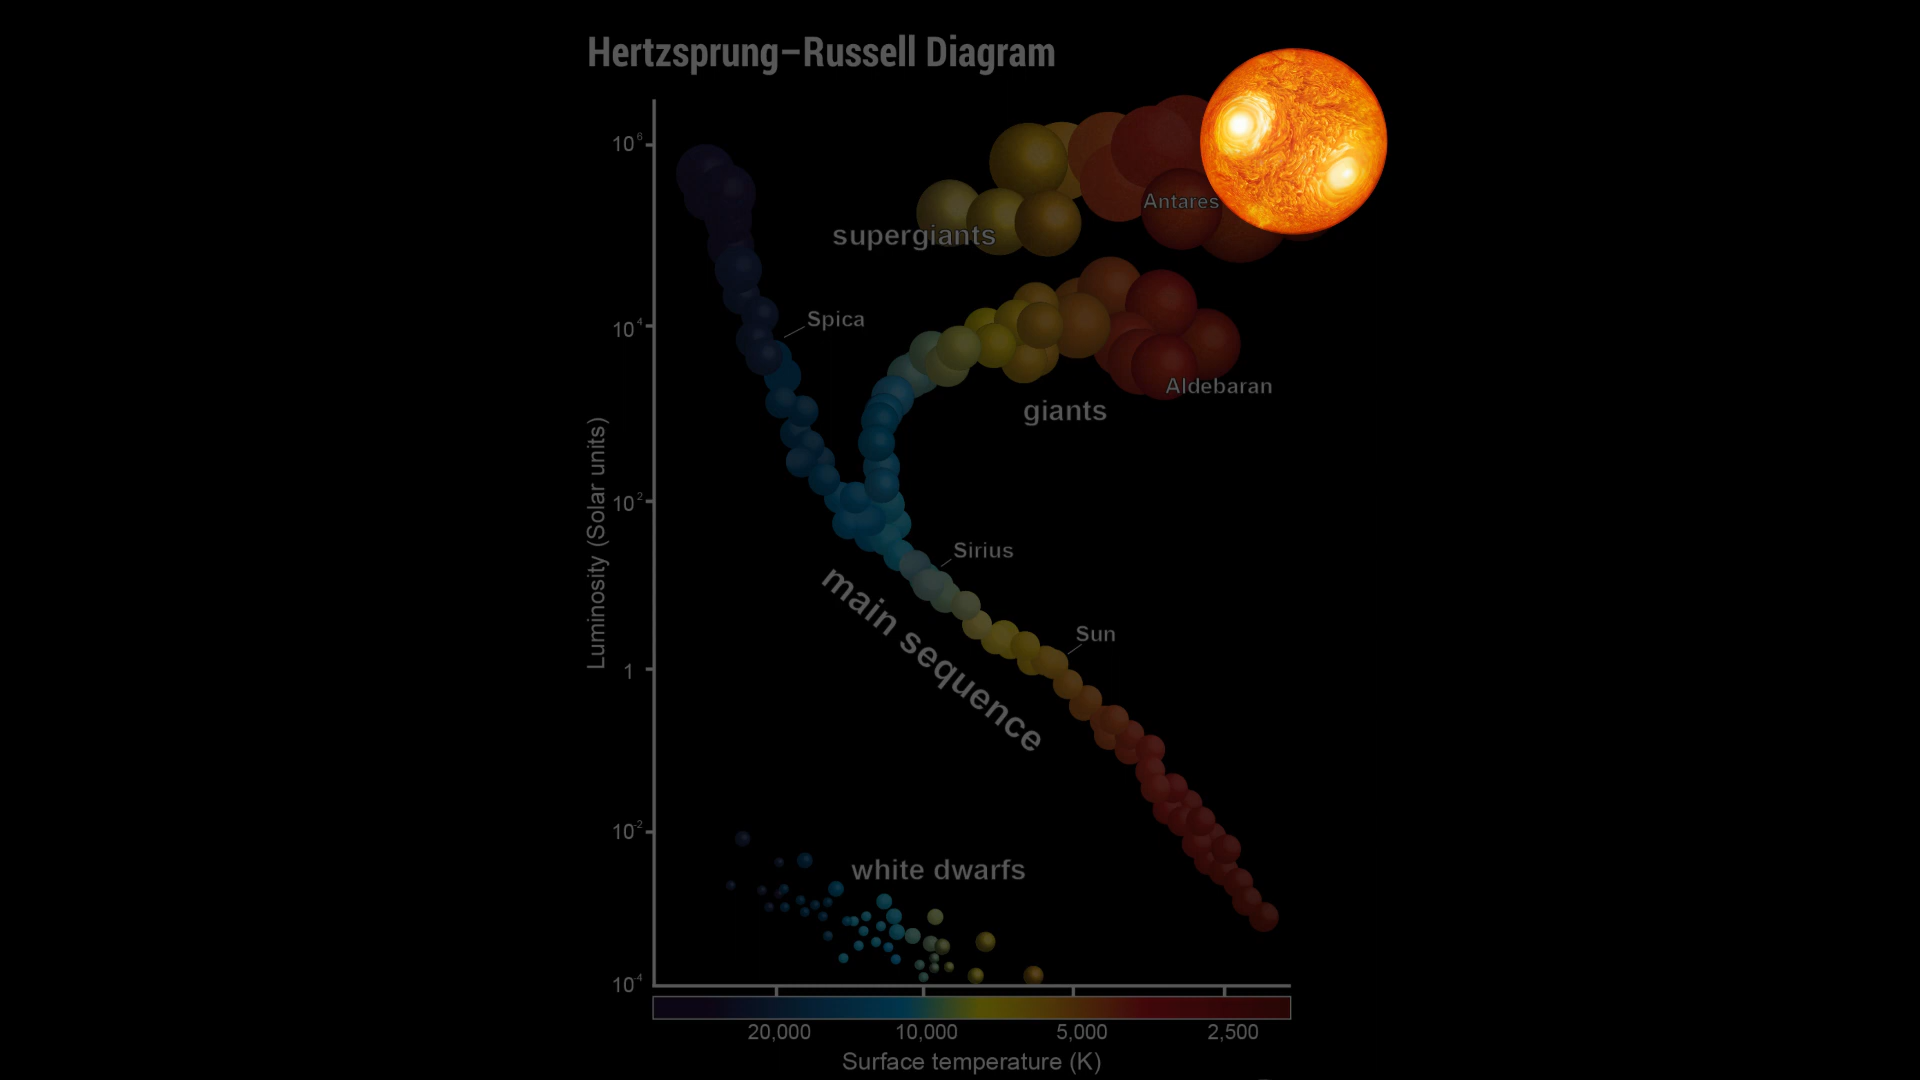 Hertzsprung–Russell Diagram
10⁶
Antares
supergiants
Spica
10⁴
Aldebaran
giants
Luminosity (Solar units)
10²
Sirius
main sequence
Sun
1
10⁻²
white dwarfs
10⁻⁴
20,000
10,000
5,000
2,500
Surface temperature (K)